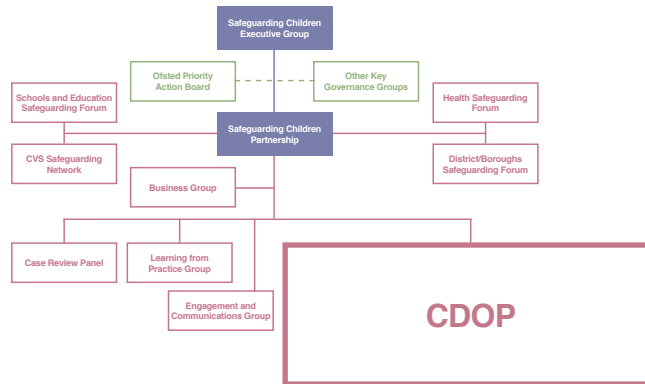 Safeguarding Children
Executive Group
Ofsted Priority
Action Board
Other Key
Governance Groups
Schools and Education
Safeguarding Forum
Health Safeguarding
Forum
Safeguarding Children
Partnership
CVS Safeguarding
Network
District/Boroughs
Safeguarding Forum
Business Group
Case Review Panel
Learning from
Practice Group
Engagement and
Communications Group
CDOP